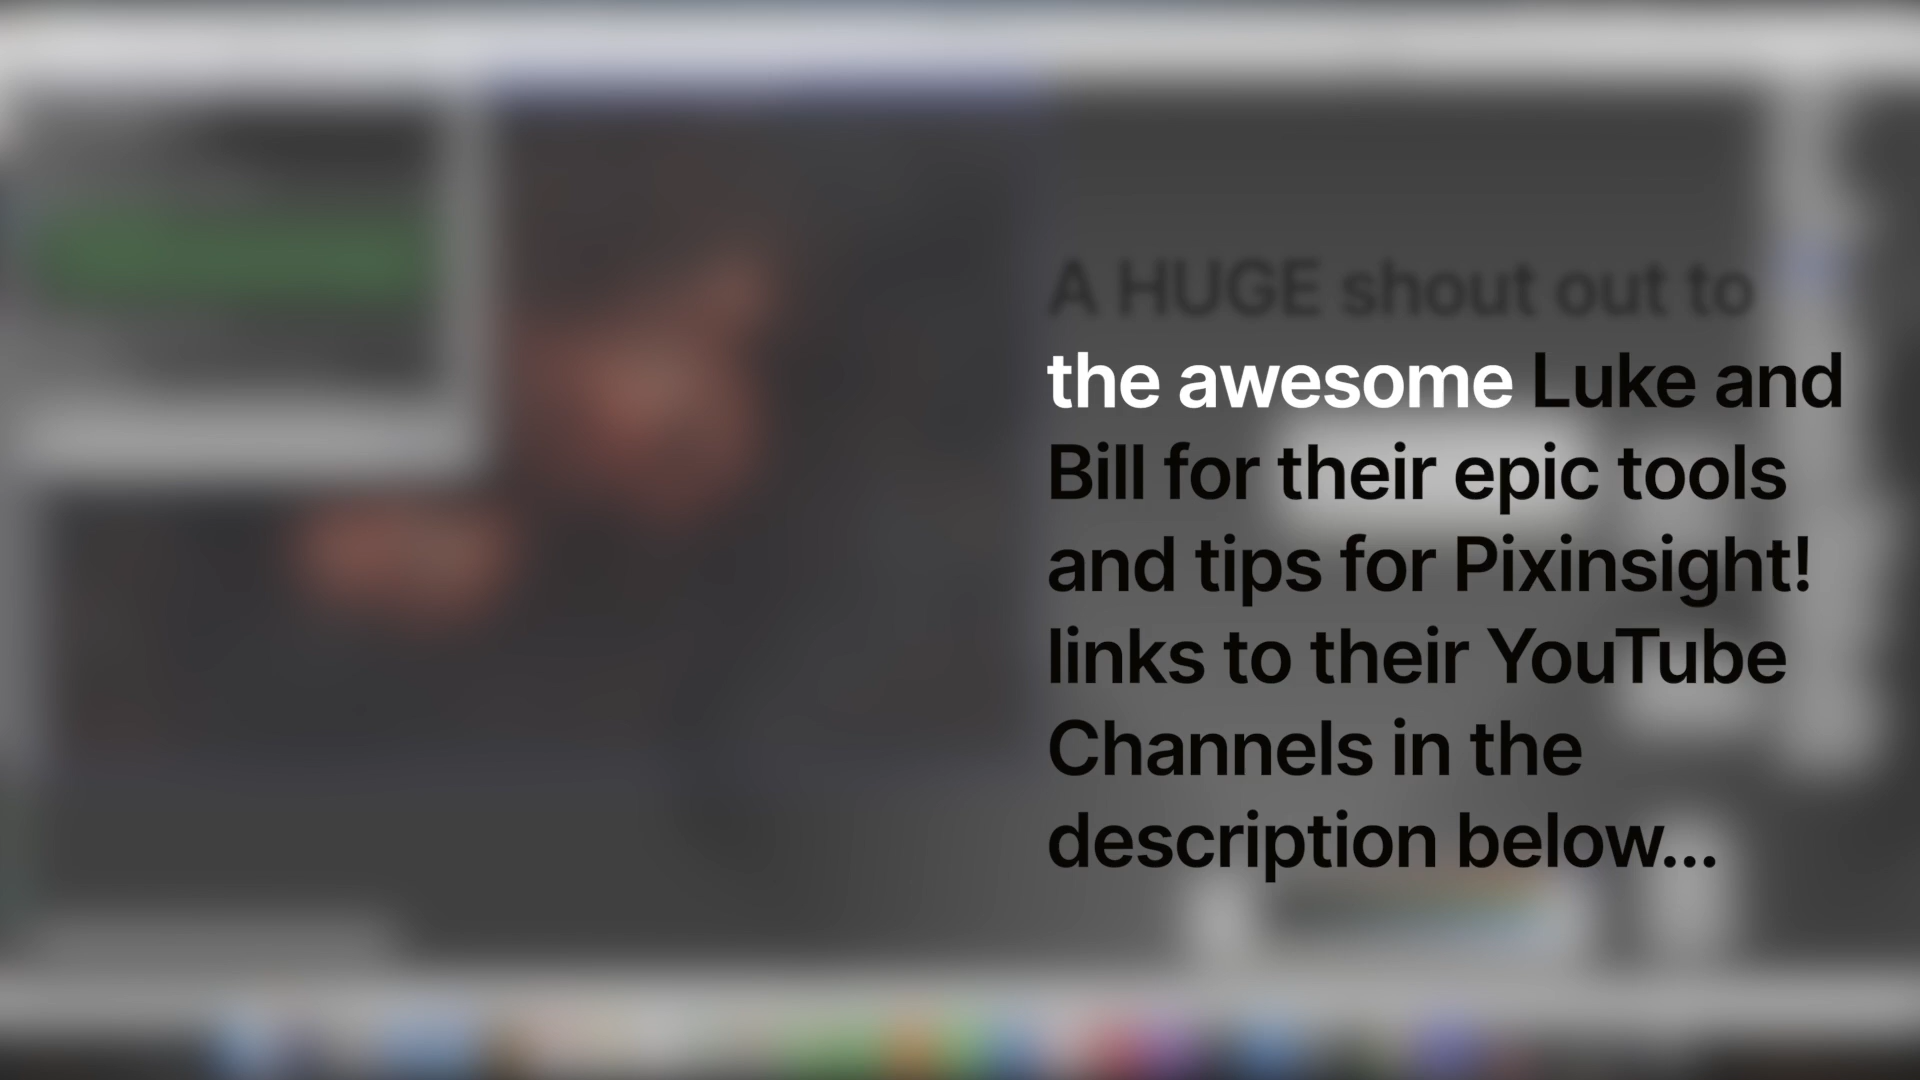 A HUGE shout out to
the awesome Luke and
Bill for their epic tools
and tips for Pixinsight!
links to their YouTube
Channels in the
description below...